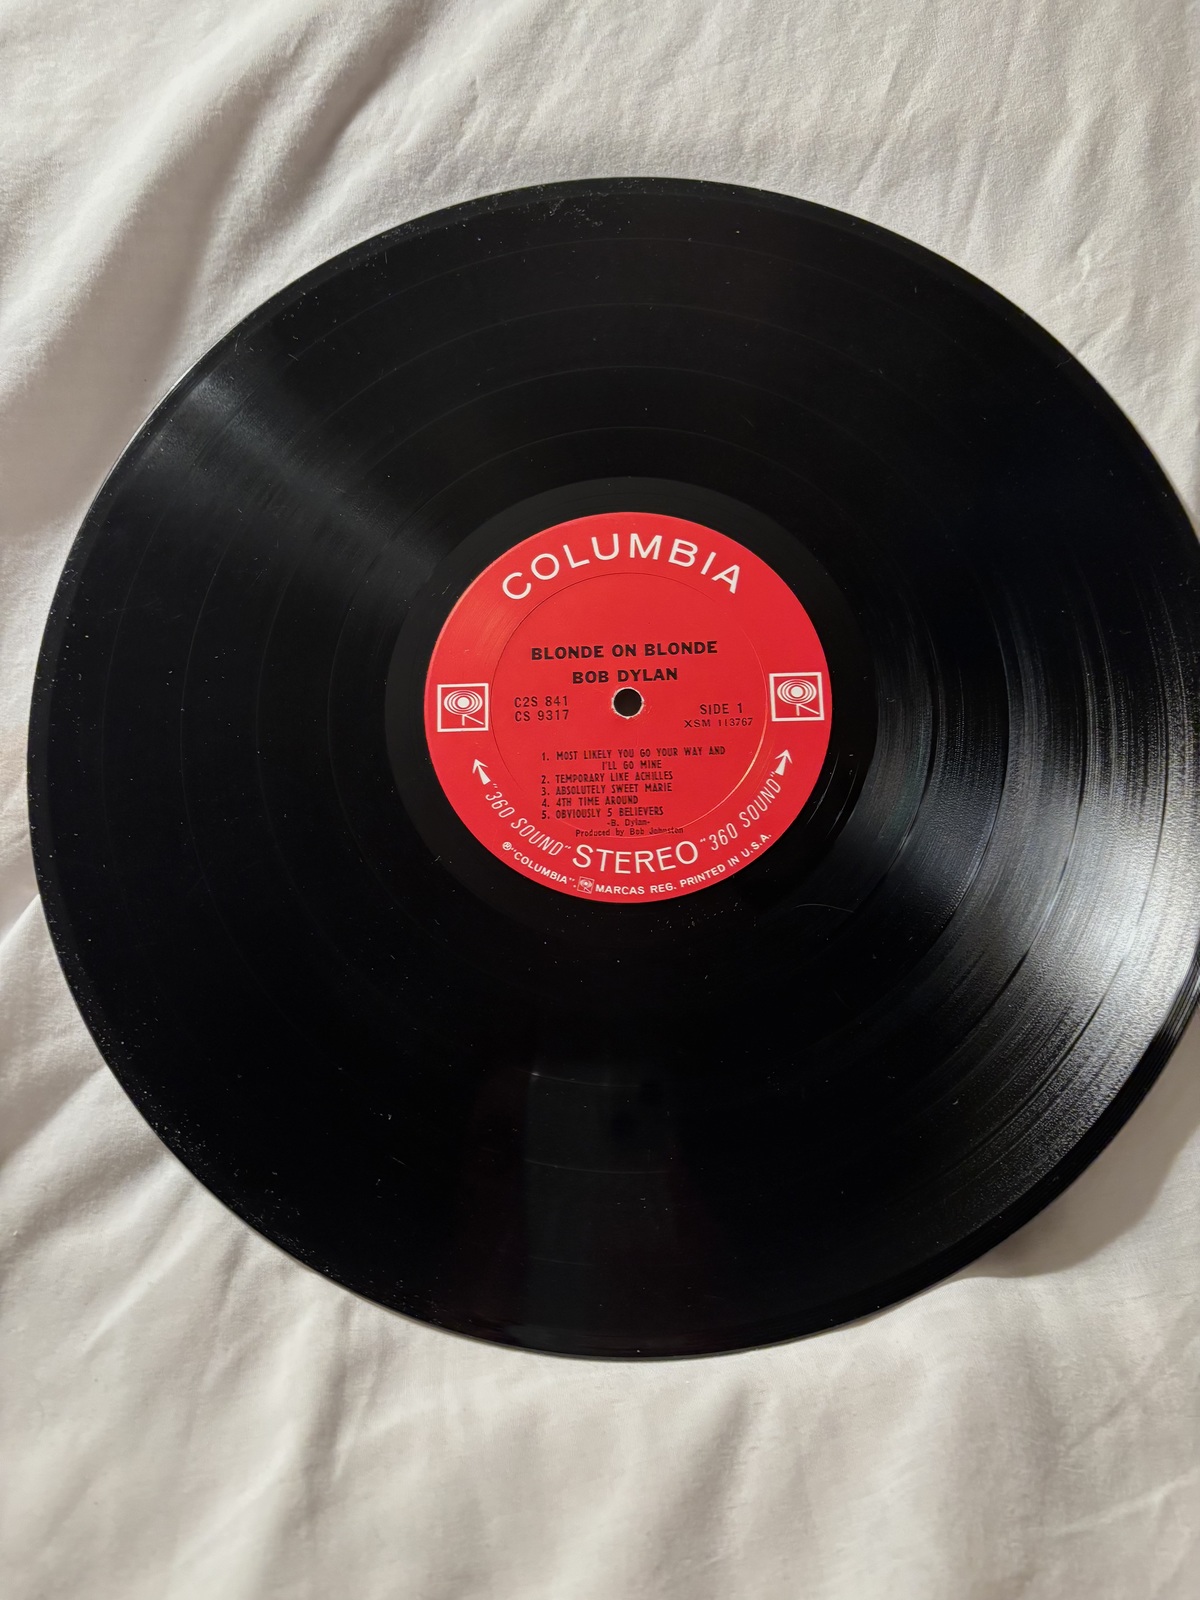 COLUMBIA
BLONDE ON BLONDE
BOB DYLAN
C2S 841
CS 9317
SIDE 1
XSM 113767
1. MOST LIKELY YOU GO YOUR WAY AND
I'LL GO MINE
2. TEMPORARY LIKE ACHILLES
3. ABSOLUTELY SWEET MARIE
4. 4TH TIME AROUND
5. OBVIOUSLY 5 BELIEVERS
-B. Dylan-
Produced by Bob Johnston
"360 SOUND" STEREO "360 SOUND"
℗"COLUMBIA", MARCAS REG. PRINTED IN U.S.A.